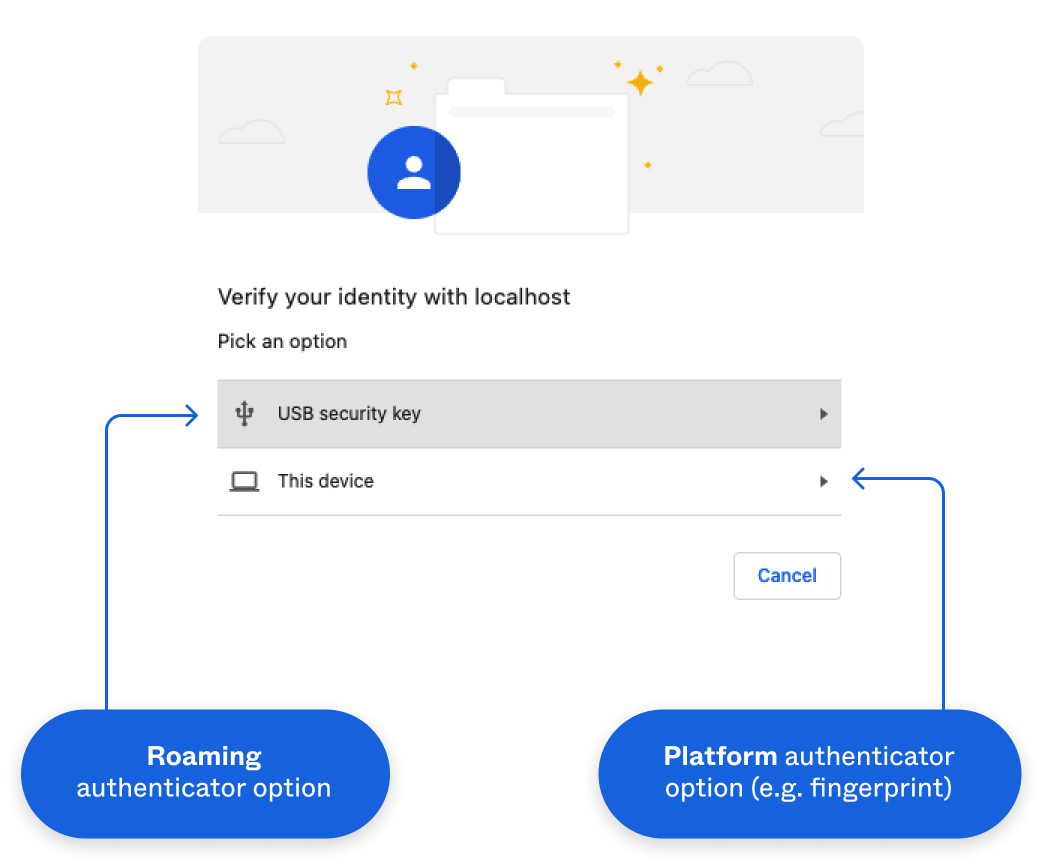 Verify your identity with localhost
Pick an option
USB security key
This device
Cancel
Roaming
authenticator option
Platform authenticator
option (e.g. fingerprint)